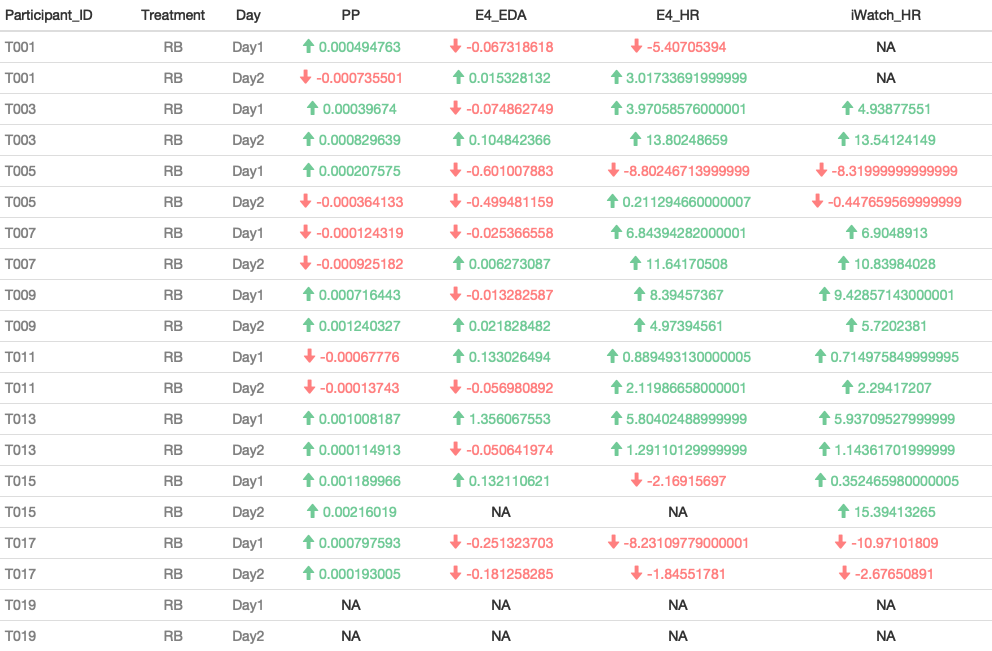 Participant_ID Treatment Day PP E4_EDA E4_HR iWatch_HR
T001 RB Day1 0.000494763 -0.067318618 -5.40705394 NA
T001 RB Day2 -0.000735501 0.015328132 3.01733691999999 NA
T003 RB Day1 0.00039674 -0.074862749 3.97058576000001 4.93877551
T003 RB Day2 0.000829639 0.104842366 13.80248659 13.54124149
T005 RB Day1 0.000207575 -0.601007883 -8.80246713999999 -8.31999999999999
T005 RB Day2 -0.000364133 -0.499481159 0.211294660000007 -0.447659569999999
T007 RB Day1 -0.000124319 -0.025366558 6.84394282000001 6.9048913
T007 RB Day2 -0.000925182 0.006273087 11.64170508 10.83984028
T009 RB Day1 0.000716443 -0.013282587 8.39457367 9.42857143000001
T009 RB Day2 0.001240327 0.021828482 4.97394561 5.7202381
T011 RB Day1 -0.00067776 0.133026494 0.889493130000005 0.714975849999995
T011 RB Day2 -0.00013743 -0.056980892 2.11986658000001 2.29417207
T013 RB Day1 0.001008187 1.356067553 5.80402488999999 5.93709527999999
T013 RB Day2 0.000114913 -0.050641974 1.29110129999999 1.14361701999999
T015 RB Day1 0.001189966 0.132110621 -2.16915697 0.352465980000005
T015 RB Day2 0.00216019 NA NA 15.39413265
T017 RB Day1 0.000797593 -0.251323703 -8.23109779000001 -10.97101809
T017 RB Day2 0.000193005 -0.181258285 -1.84551781 -2.67650891
T019 RB Day1 NA NA NA NA
T019 RB Day2 NA NA NA NA